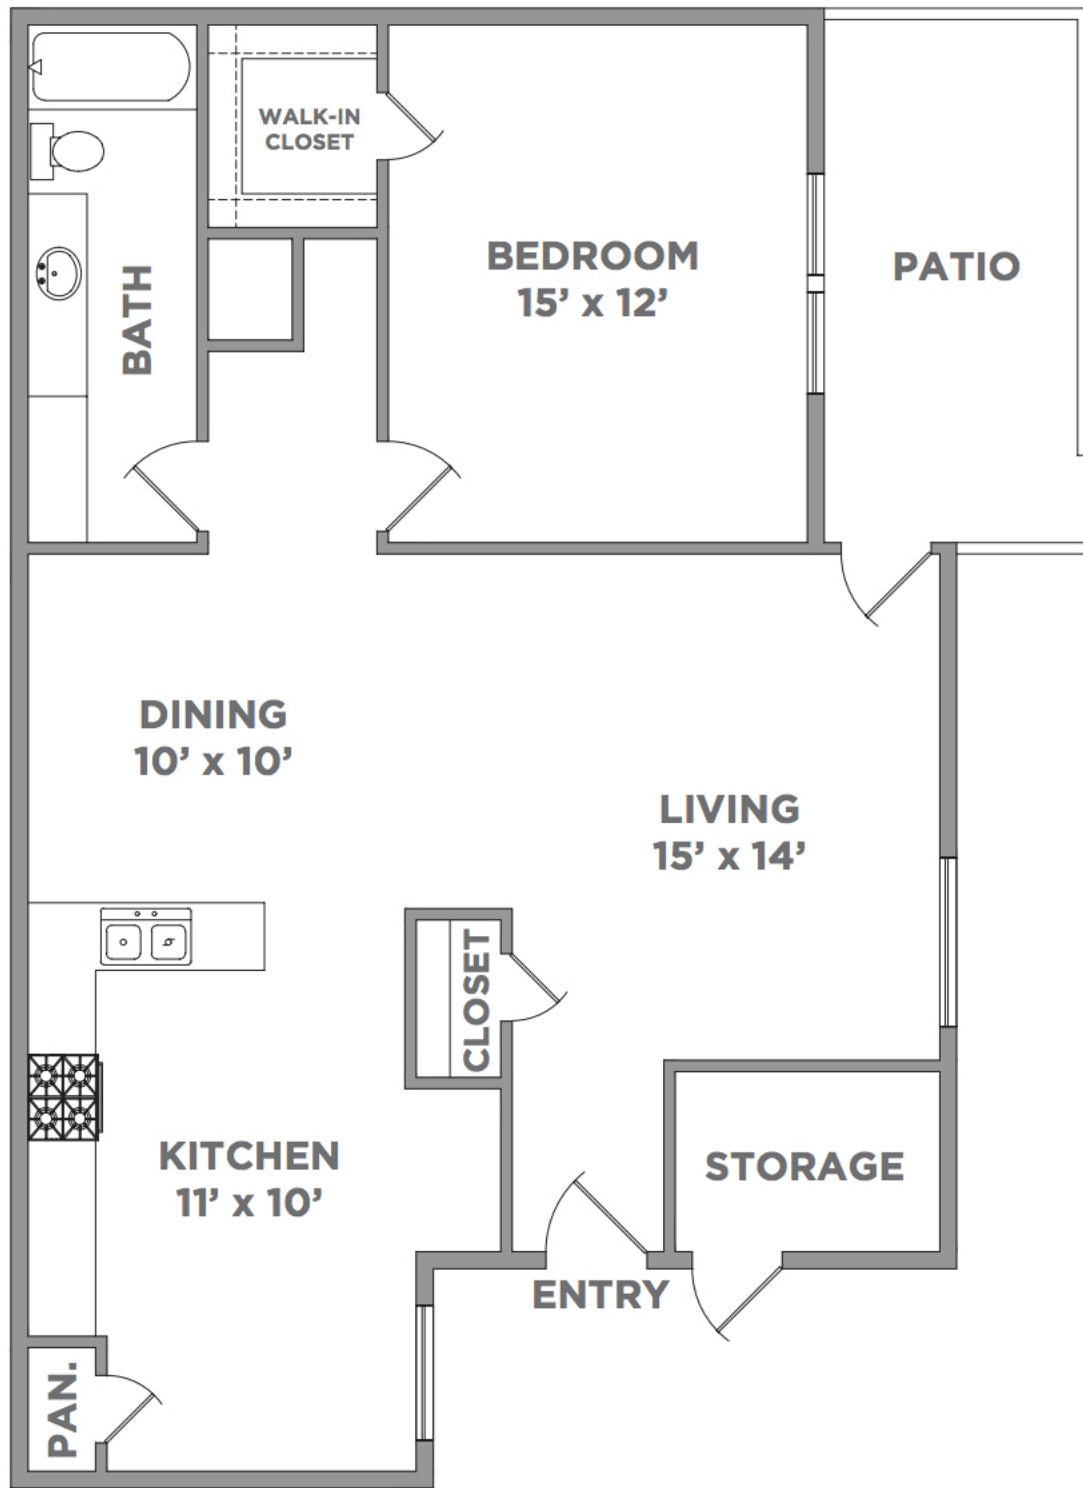 WALK-IN
CLOSET
BEDROOM
15’ x 12’
PATIO
BATH
DINING
10’ x 10’
LIVING
15’ x 14’
CLOSET
KITCHEN
11’ x 10’
STORAGE
ENTRY
PAN.